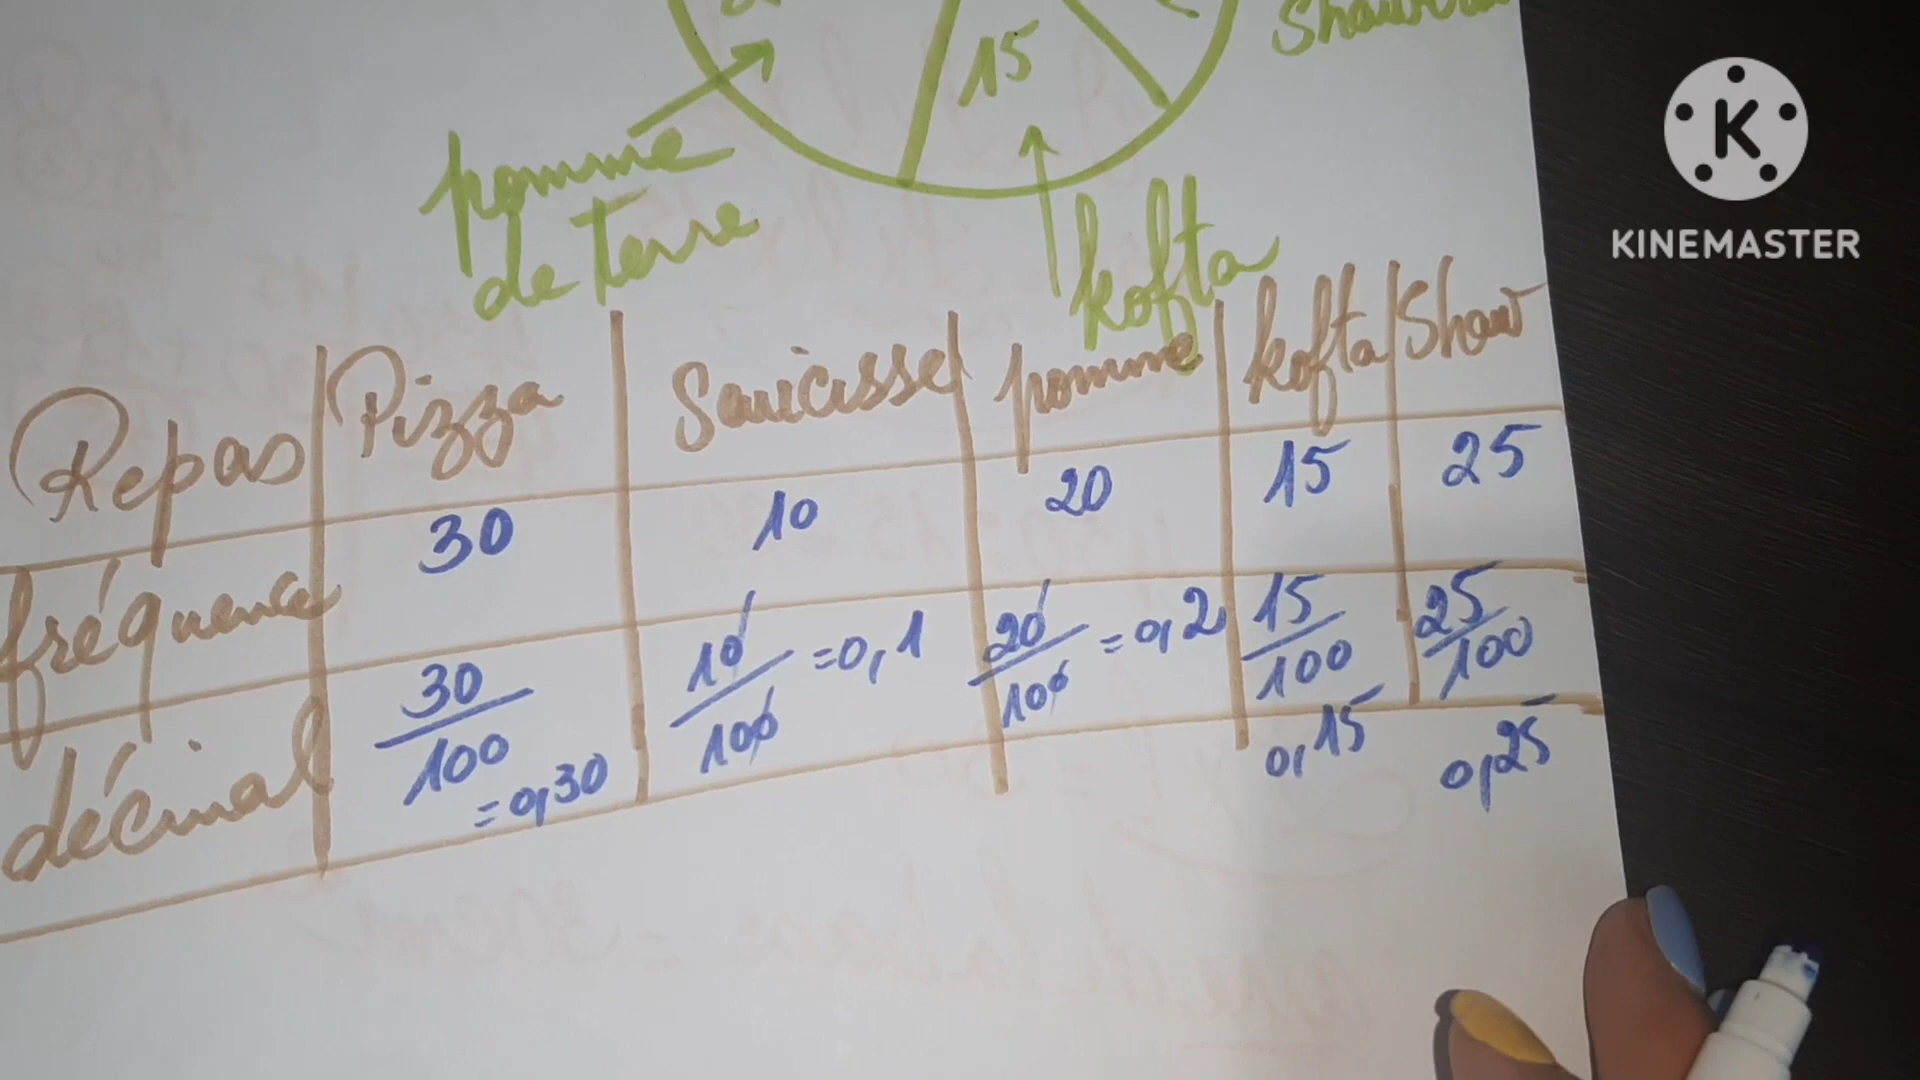 15
pomme
de terre
kofta
Repas Pizza Saucisse pomme kofta Shaw
fréquence 30 10 20 15 25
décimal 30/100 = 0,30 10/100 = 0,1 20/100 = 0,2 15/100 0,15 25/100 0,25
K
KINEMASTER